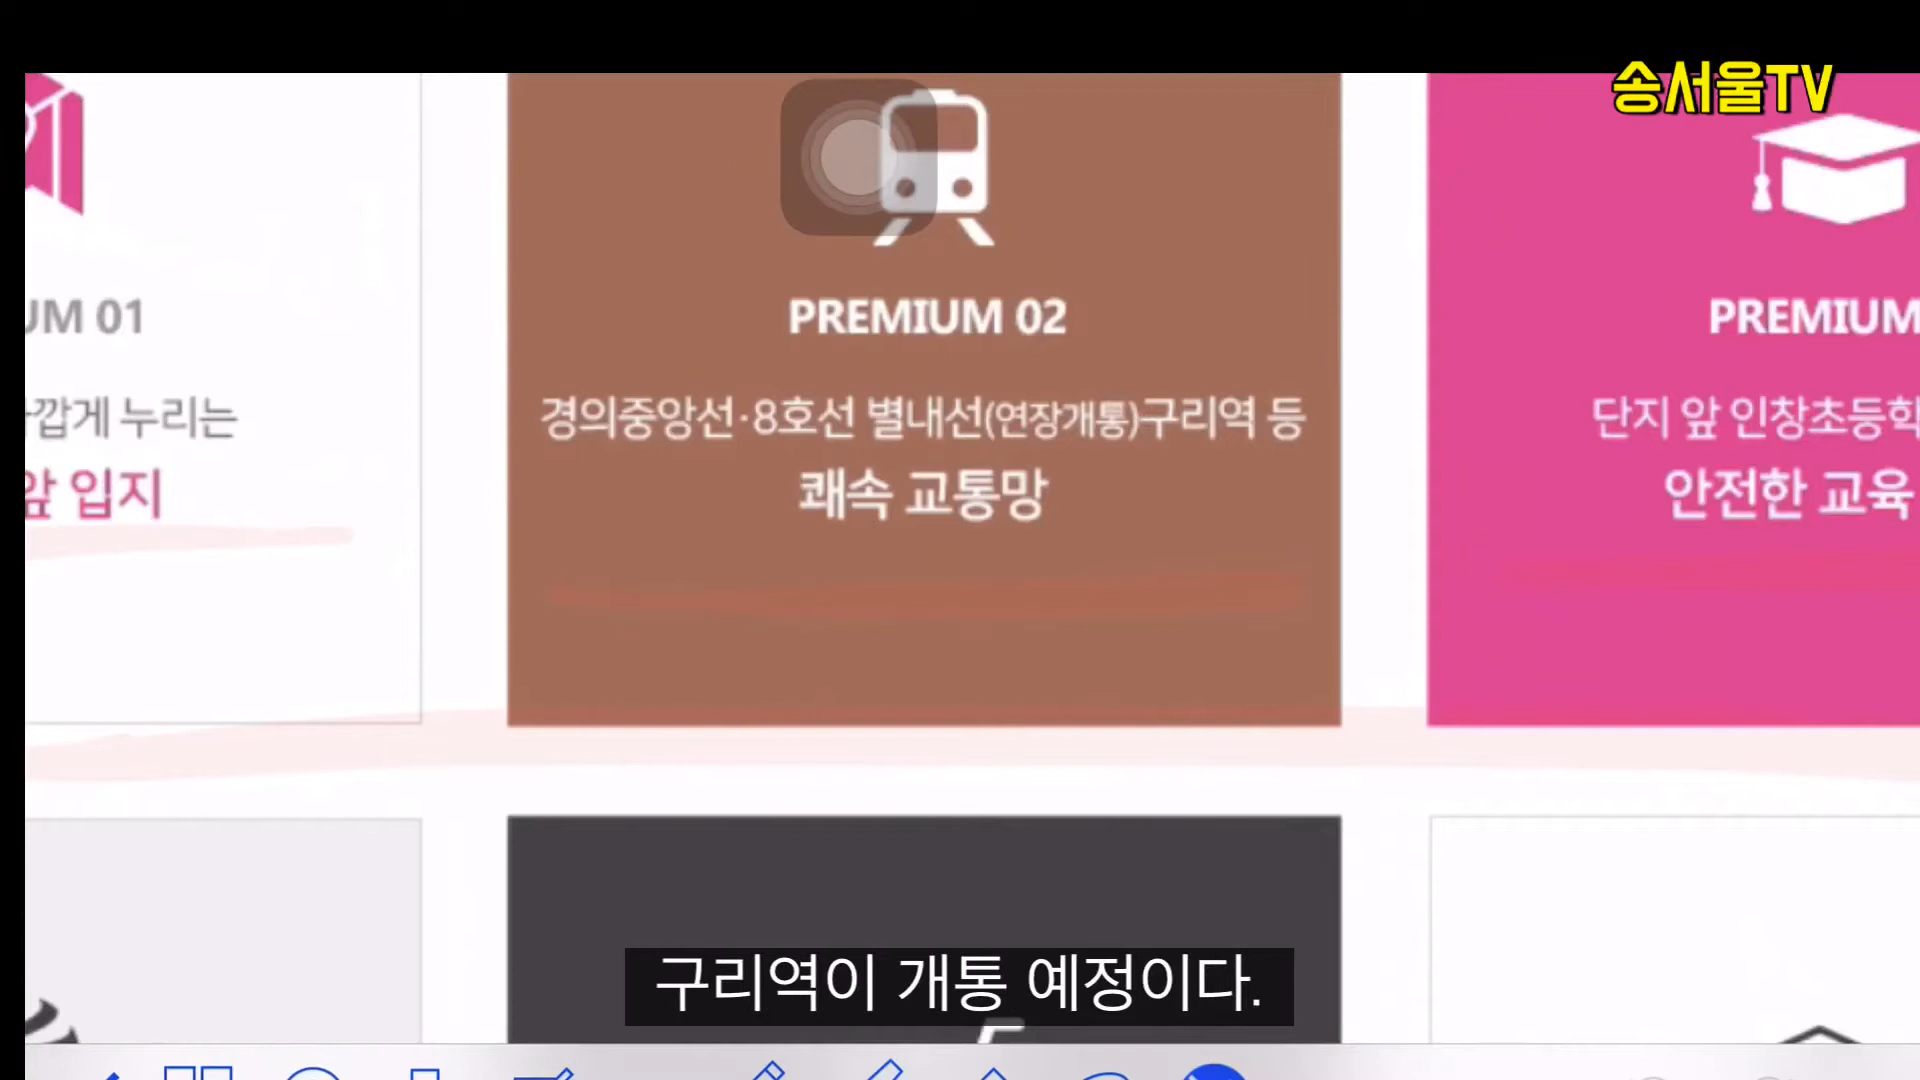 송서울TV
UM 01
깝게 누리는
앞 입지
PREMIUM 02
경의중앙선·8호선 별내선(연장개통)구리역 등
쾌속 교통망
PREMIUM
단지 앞 인창초등학
안전한 교육
구리역이 개통 예정이다.